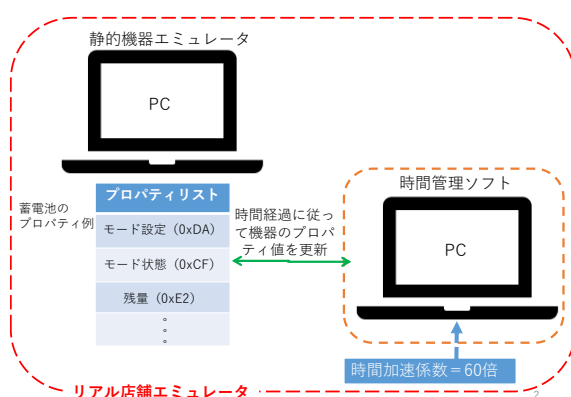 静的機器エミュレータ
PC
プロパティリスト
蓄電池の
プロパティ例
モード設定（0xDA）
モード状態（0xCF）
残量（0xE2）
。
。
。
時間経過に従っ
て機器のプロパ
ティ値を更新
時間管理ソフト
PC
時間加速係数＝60倍
リアル店舗エミュレータ
2